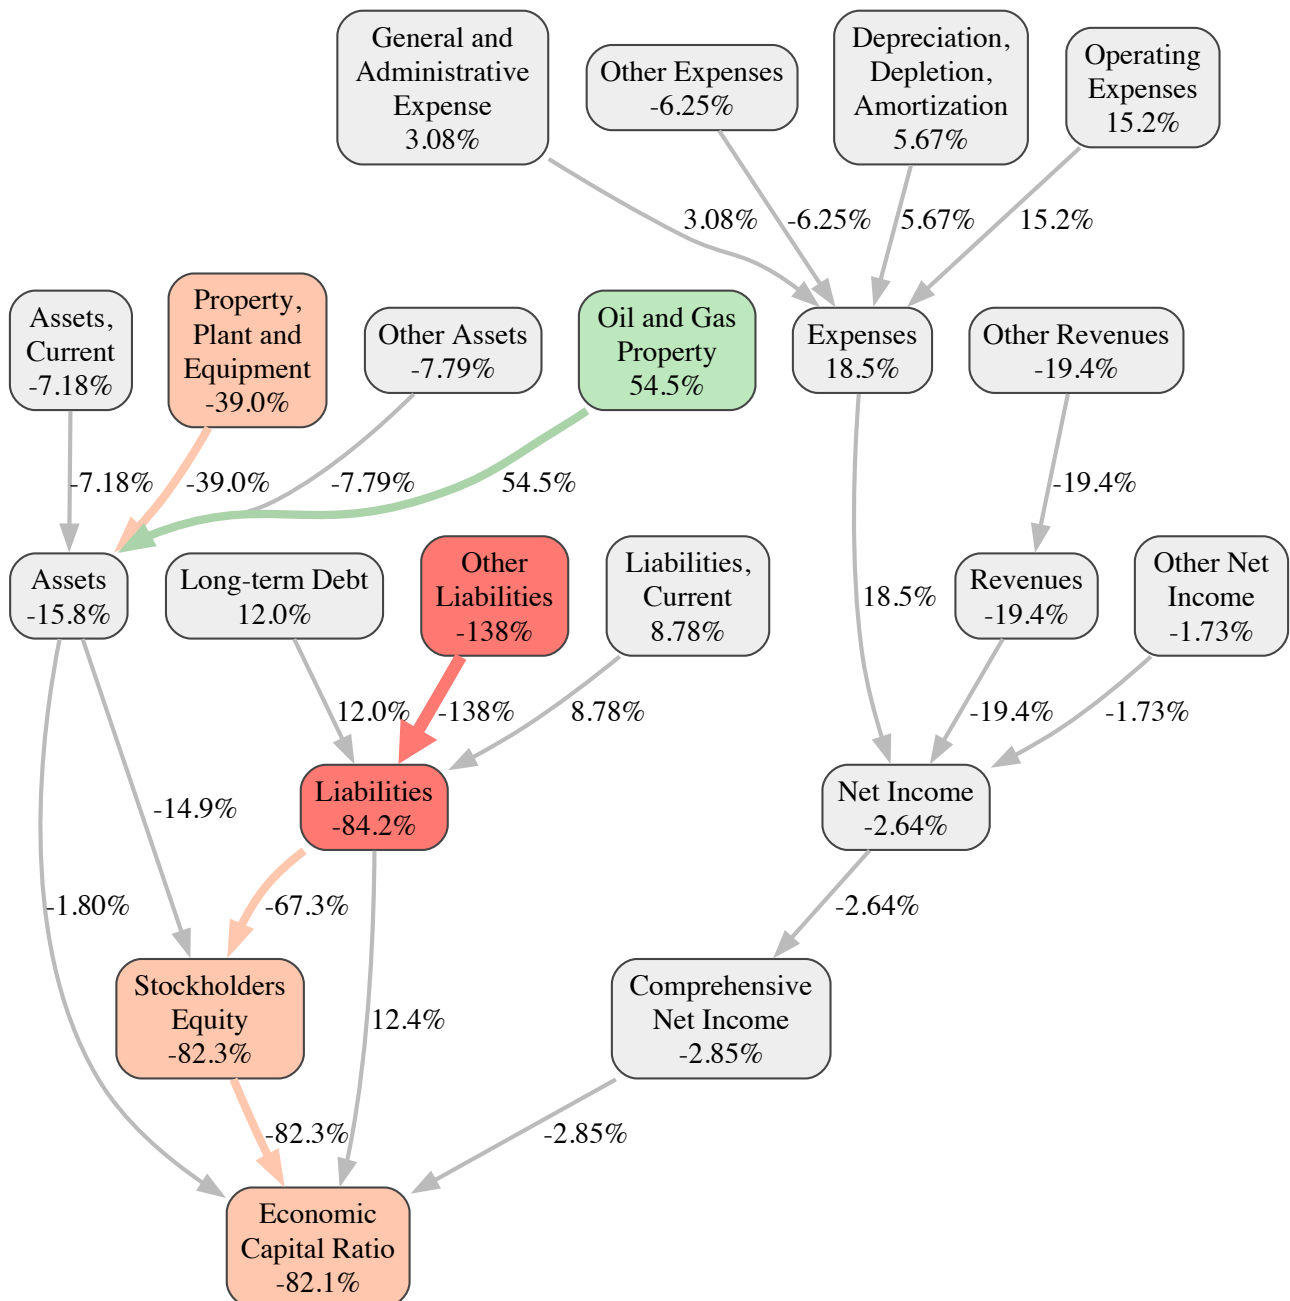 General and
Administrative
Expense
3.08%
Other Expenses
-6.25%
Depreciation,
Depletion,
Amortization
5.67%
Operating
Expenses
15.2%
3.08%
-6.25%
5.67%
15.2%
Assets,
Current
-7.18%
Property,
Plant and
Equipment
-39.0%
Other Assets
-7.79%
Oil and Gas
Property
54.5%
Expenses
18.5%
Other Revenues
-19.4%
-7.18%
-39.0%
-7.79%
54.5%
-19.4%
Assets
-15.8%
Long-term Debt
12.0%
Other
Liabilities
-138%
Liabilities,
Current
8.78%
18.5%
Revenues
-19.4%
Other Net
Income
-1.73%
12.0%
-138%
8.78%
-19.4%
-1.73%
Liabilities
-84.2%
Net Income
-2.64%
-14.9%
-1.80%
-67.3%
-2.64%
Stockholders
Equity
-82.3%
12.4%
Comprehensive
Net Income
-2.85%
-82.3%
-2.85%
Economic
Capital Ratio
-82.1%